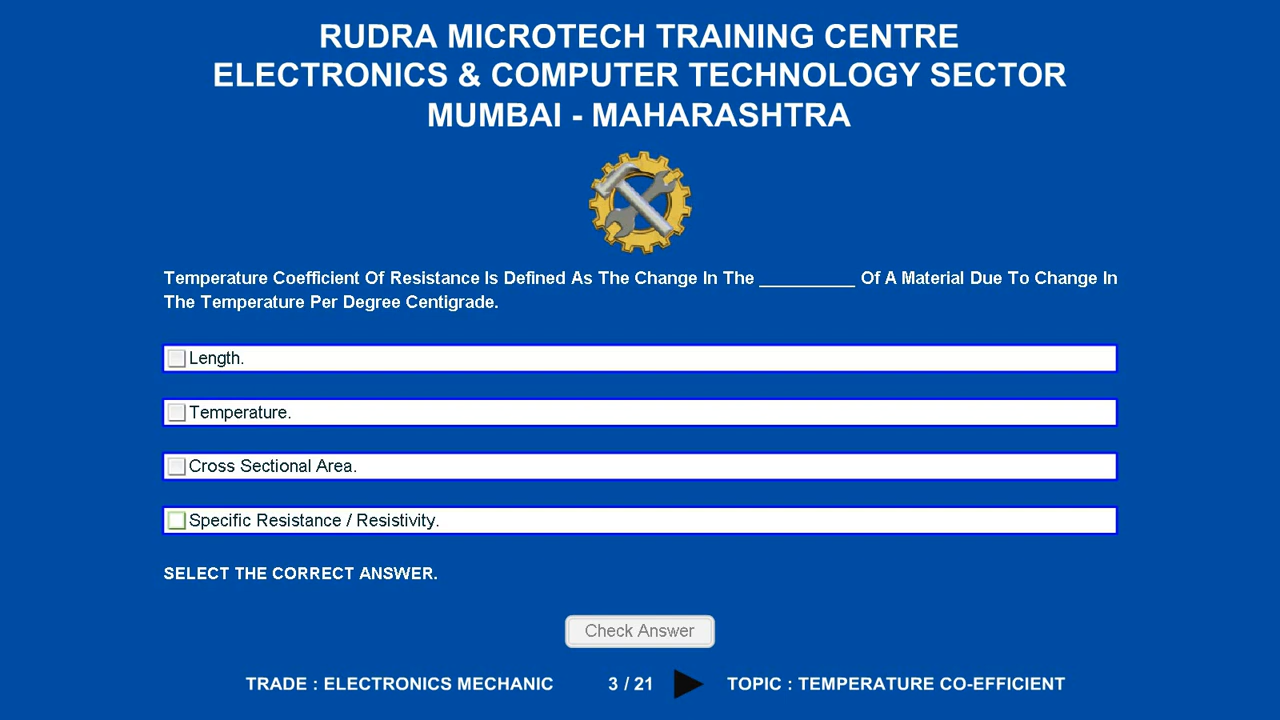 RUDRA MICROTECH TRAINING CENTRE
ELECTRONICS & COMPUTER TECHNOLOGY SECTOR
MUMBAI - MAHARASHTRA
Temperature Coefficient Of Resistance Is Defined As The Change In The __________ Of A Material Due To Change In
The Temperature Per Degree Centigrade.
Length.
Temperature.
Cross Sectional Area.
Specific Resistance / Resistivity.
SELECT THE CORRECT ANSWER.
Check Answer
TRADE : ELECTRONICS MECHANIC 3 / 21 TOPIC : TEMPERATURE CO-EFFICIENT